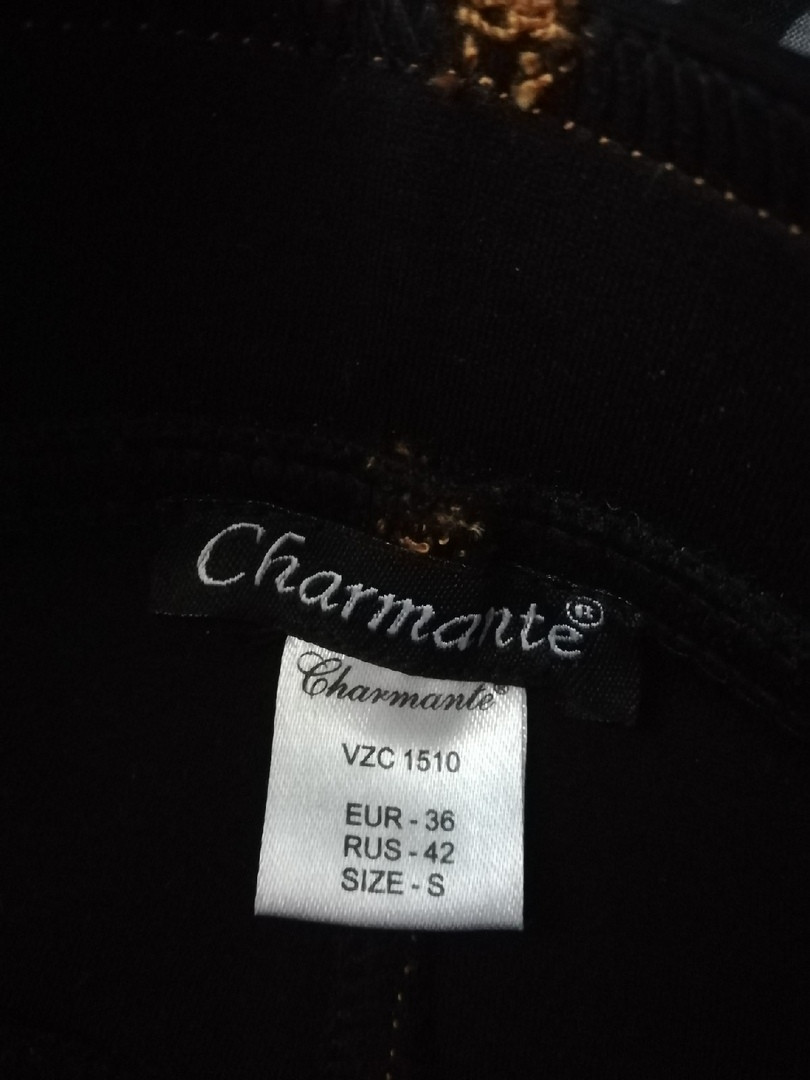 Charmante®
Charmante®
VZC 1510
EUR - 36
RUS - 42
SIZE - S